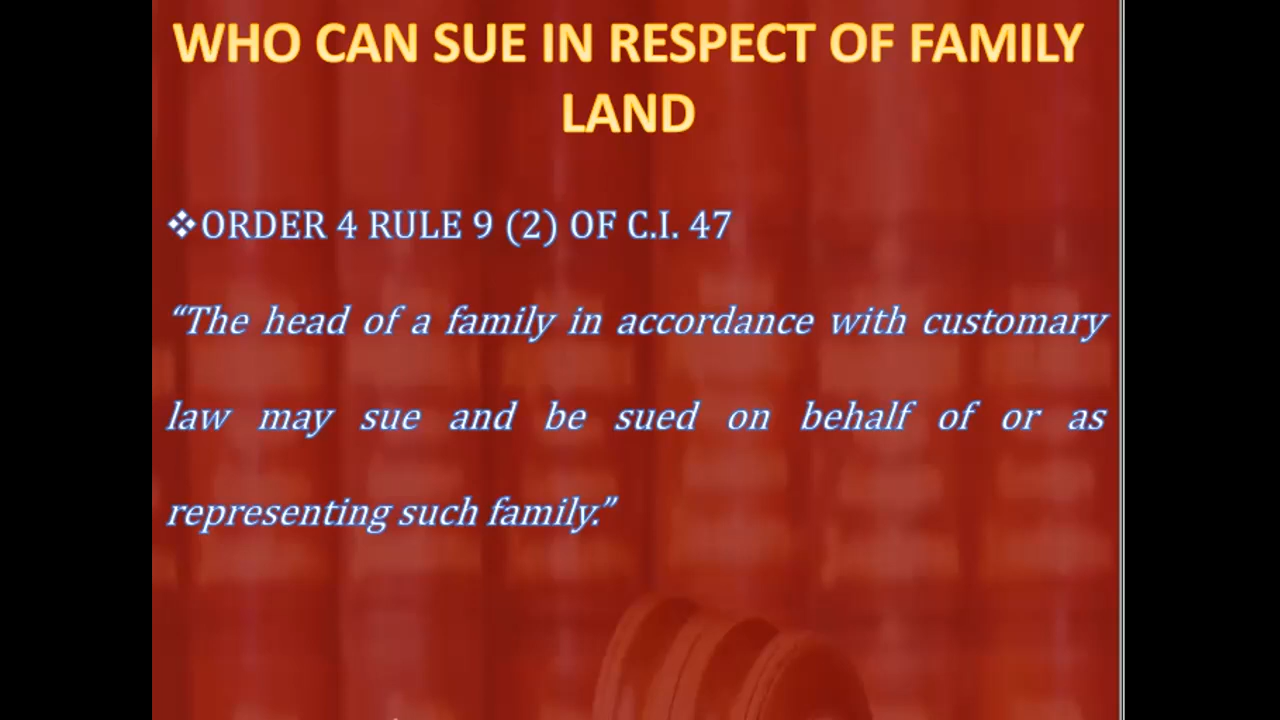 WHO CAN SUE IN RESPECT OF FAMILY
LAND
❖ORDER 4 RULE 9 (2) OF C.I. 47
“The head of a family in accordance with customary
law may sue and be sued on behalf of or as
representing such family.”